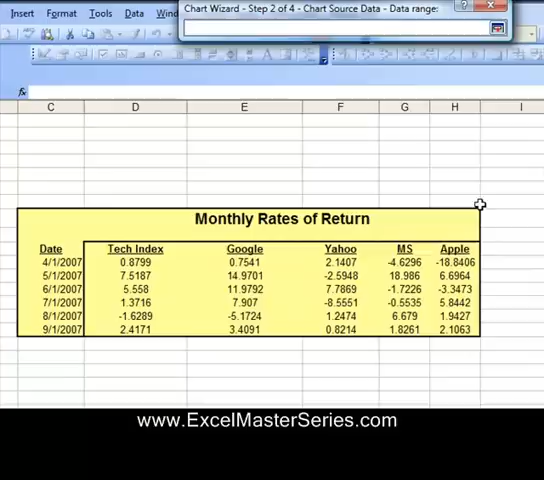 Chart Wizard - Step 2 of 4 - Chart Source Data - Data range:
Insert Format Tools Data
fx
C D E F G H I
Monthly Rates of Return
Date Tech Index Google Yahoo MS Apple
4/1/2007 0.8799 0.7541 2.1407 -4.6296 -18.8406
5/1/2007 7.5187 14.9701 -2.5948 18.986 6.6964
6/1/2007 5.558 11.9792 7.7869 -1.7226 -3.3473
7/1/2007 1.3716 7.907 -8.5551 -0.5535 5.8442
8/1/2007 -1.6289 -5.1724 1.2474 6.679 1.9427
9/1/2007 2.4171 3.4091 0.8214 1.8261 2.1063
www.ExcelMasterSeries.com